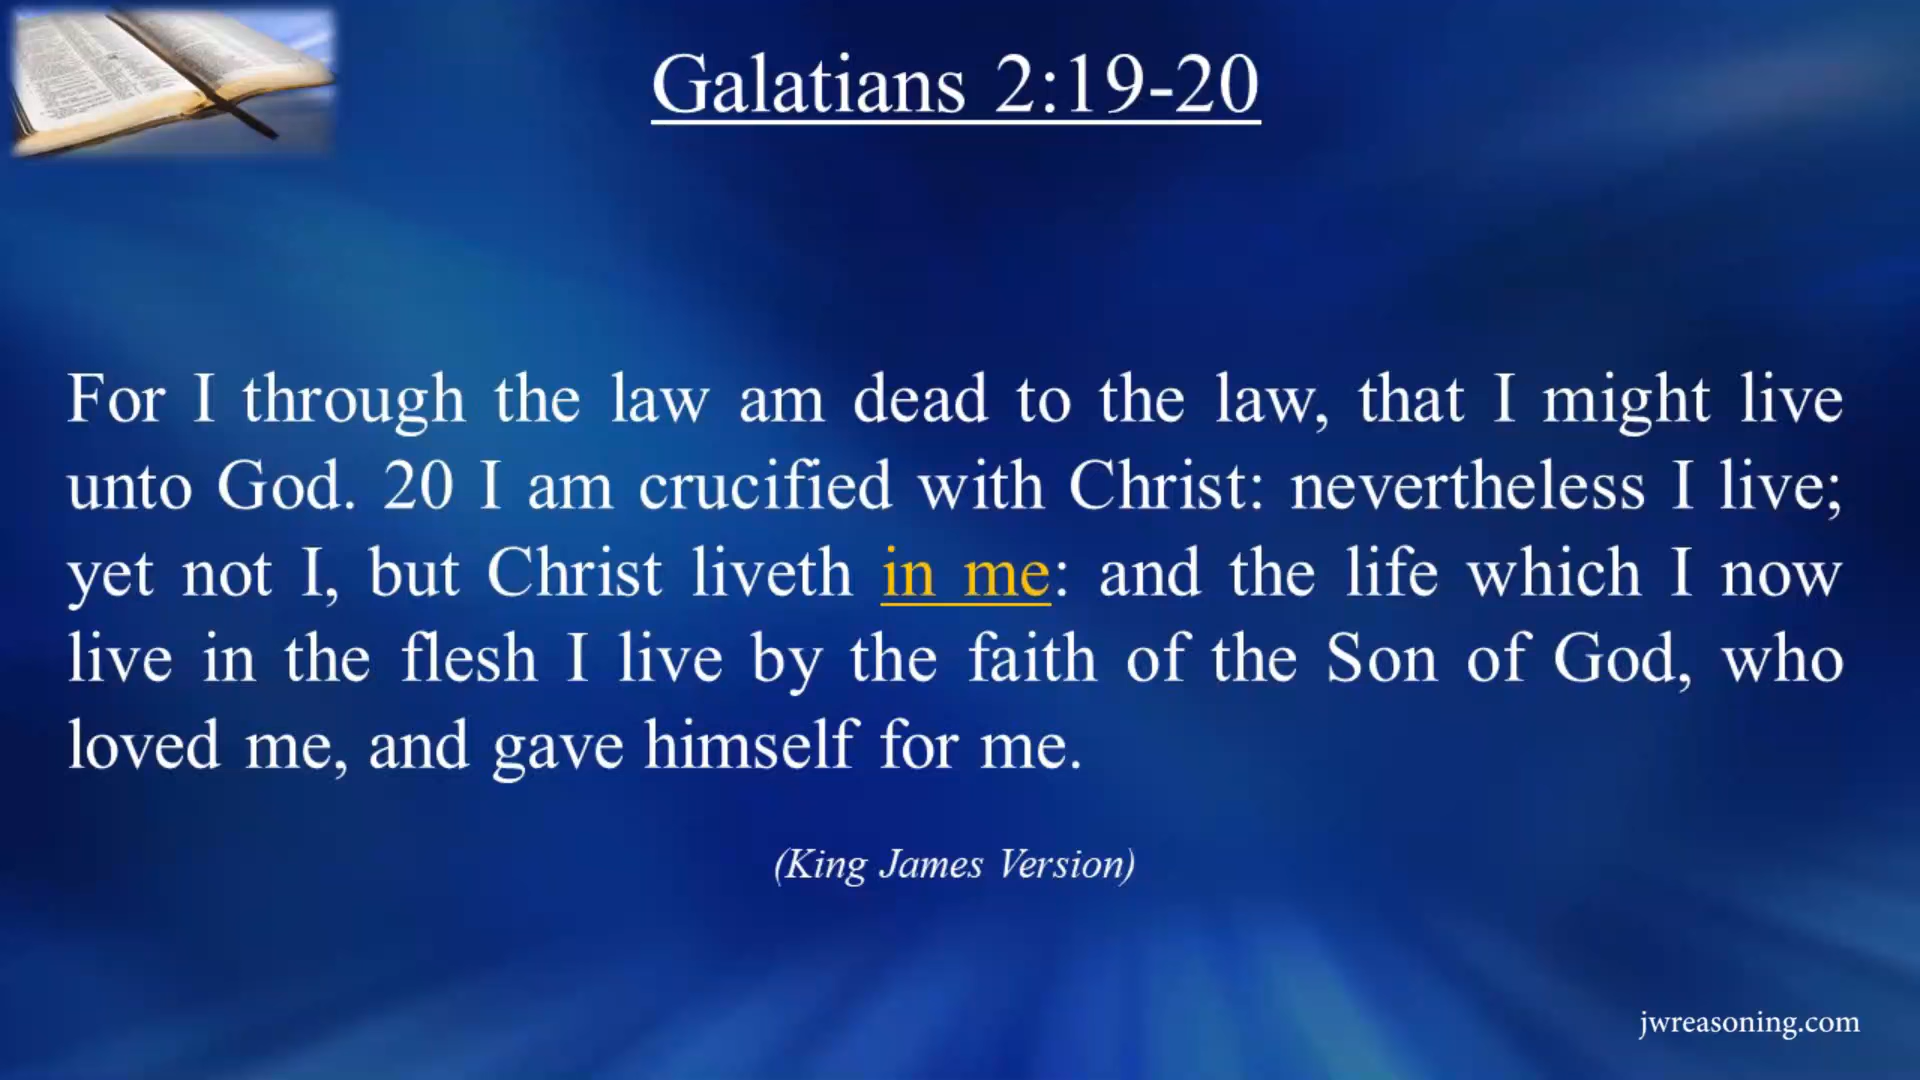 Galatians 2:19-20
For I through the law am dead to the law, that I might live
unto God. 20 I am crucified with Christ: nevertheless I live;
yet not I, but Christ liveth in me: and the life which I now
live in the flesh I live by the faith of the Son of God, who
loved me, and gave himself for me.
(King James Version)
jwreasoning.com